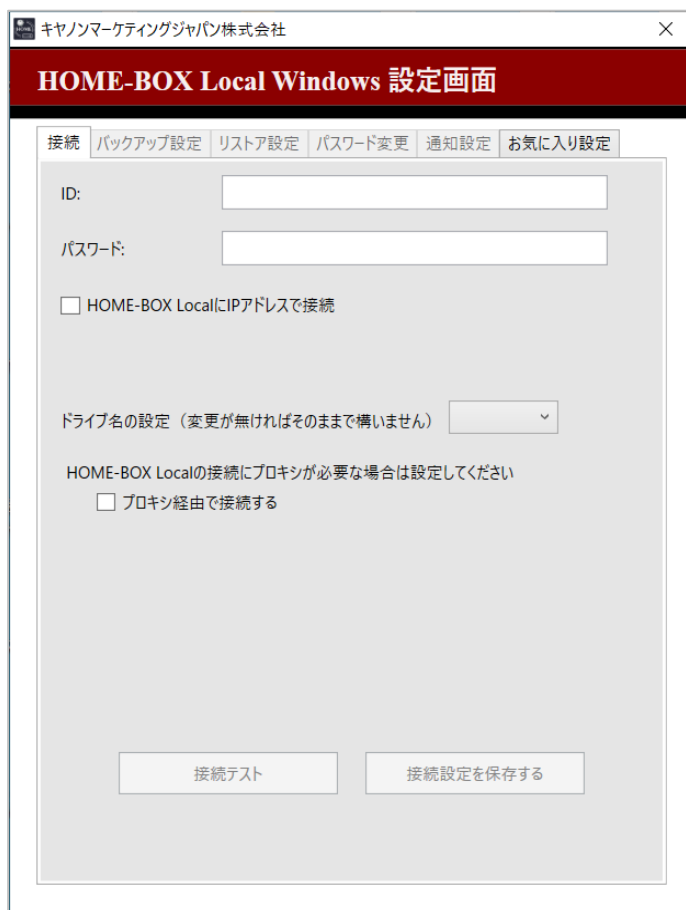 HOME
キヤノンマーケティングジャパン株式会社
HOME-BOX Local Windows 設定画面
接続 バックアップ設定 リストア設定 パスワード変更 通知設定 お気に入り設定
ID:
パスワード:
HOME-BOX LocalにIPアドレスで接続
ドライブ名の設定（変更が無ければそのままで構いません）
HOME-BOX Localの接続にプロキシが必要な場合は設定してください
プロキシ経由で接続する
接続テスト 接続設定を保存する